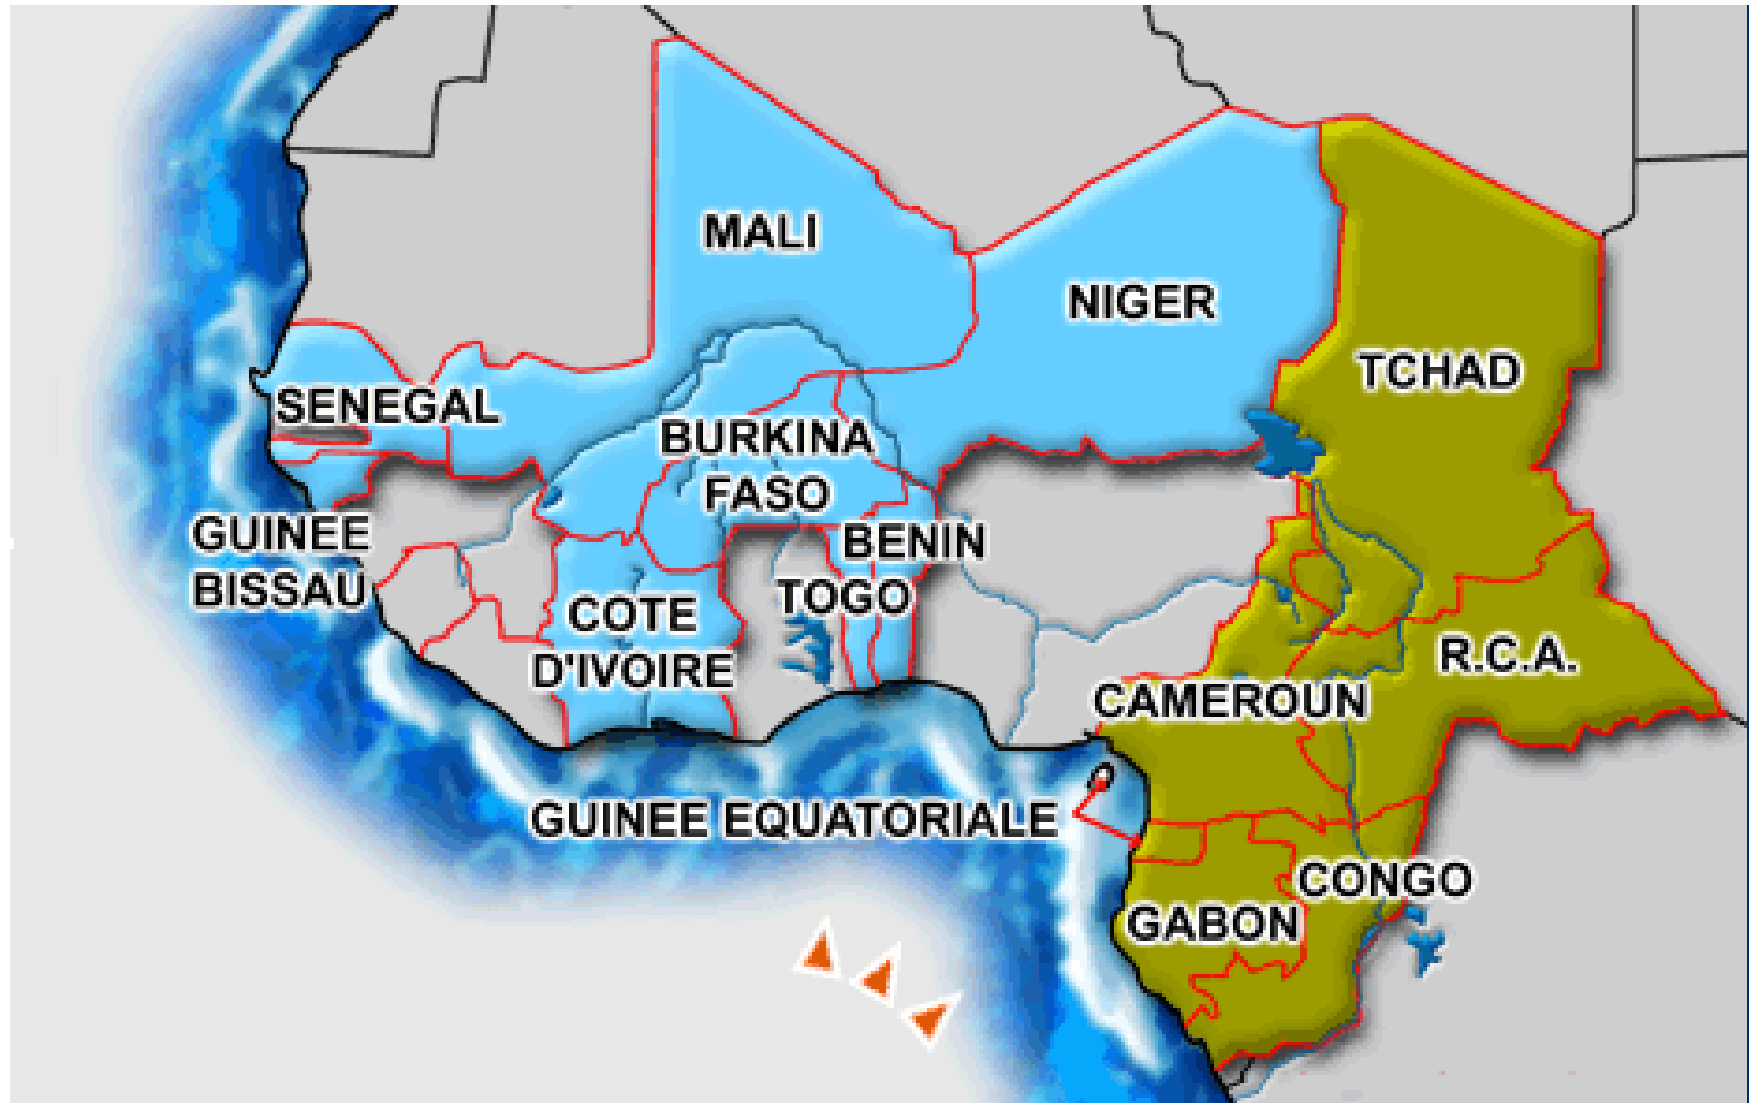 MALI
NIGER
TCHAD
SENEGAL
BURKINA
FASO
GUINEE
BISSAU
BENIN
TOGO
COTE
D'IVOIRE
R.C.A.
CAMEROUN
GUINEE EQUATORIALE
CONGO
GABON